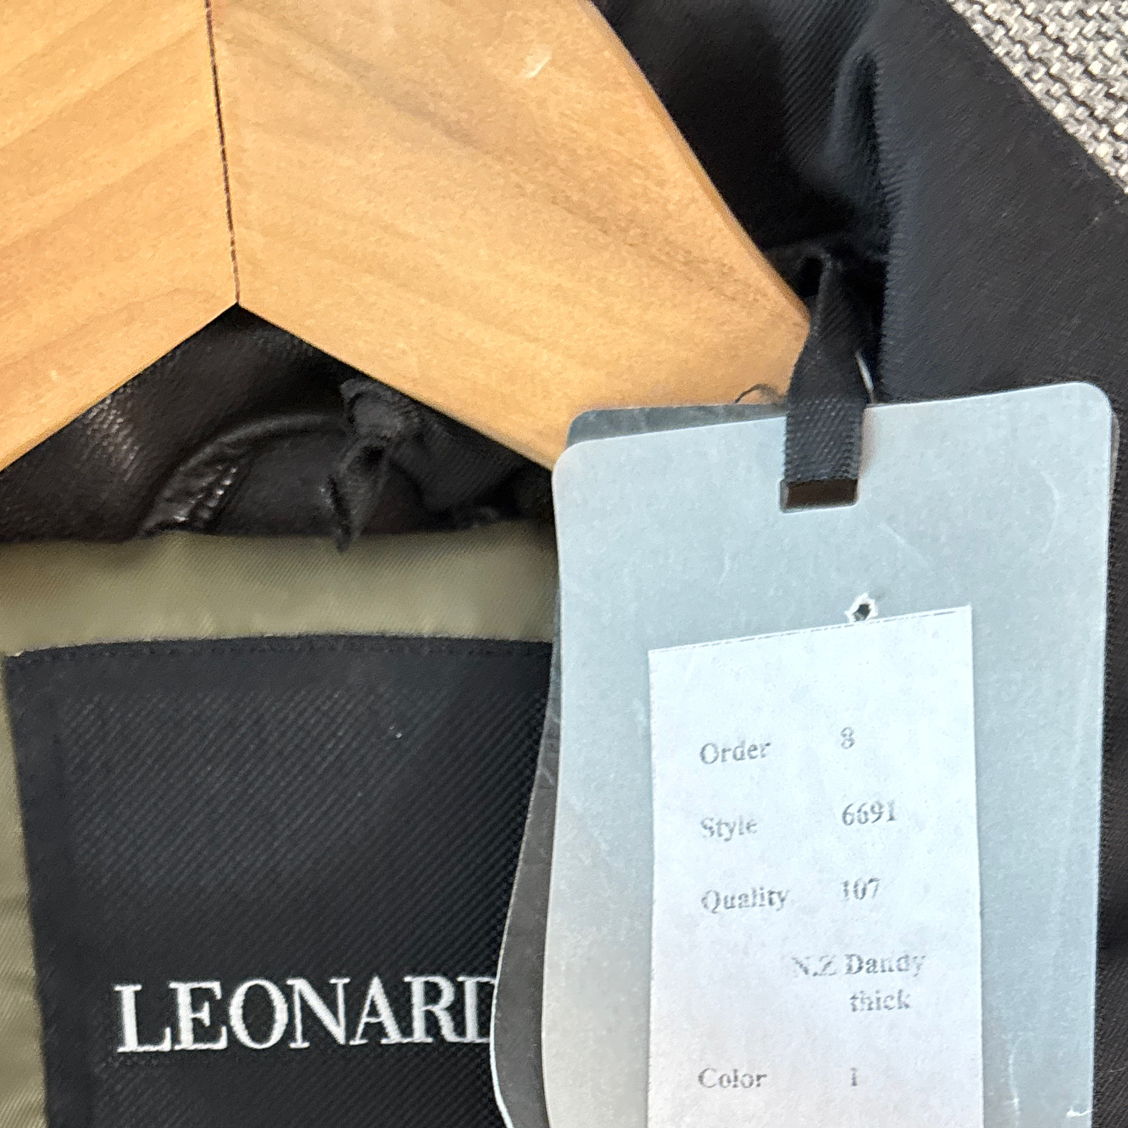 LEONARD
Order 8
Style 6691
Quality 107
N.Z Dandy
thick
Color 1